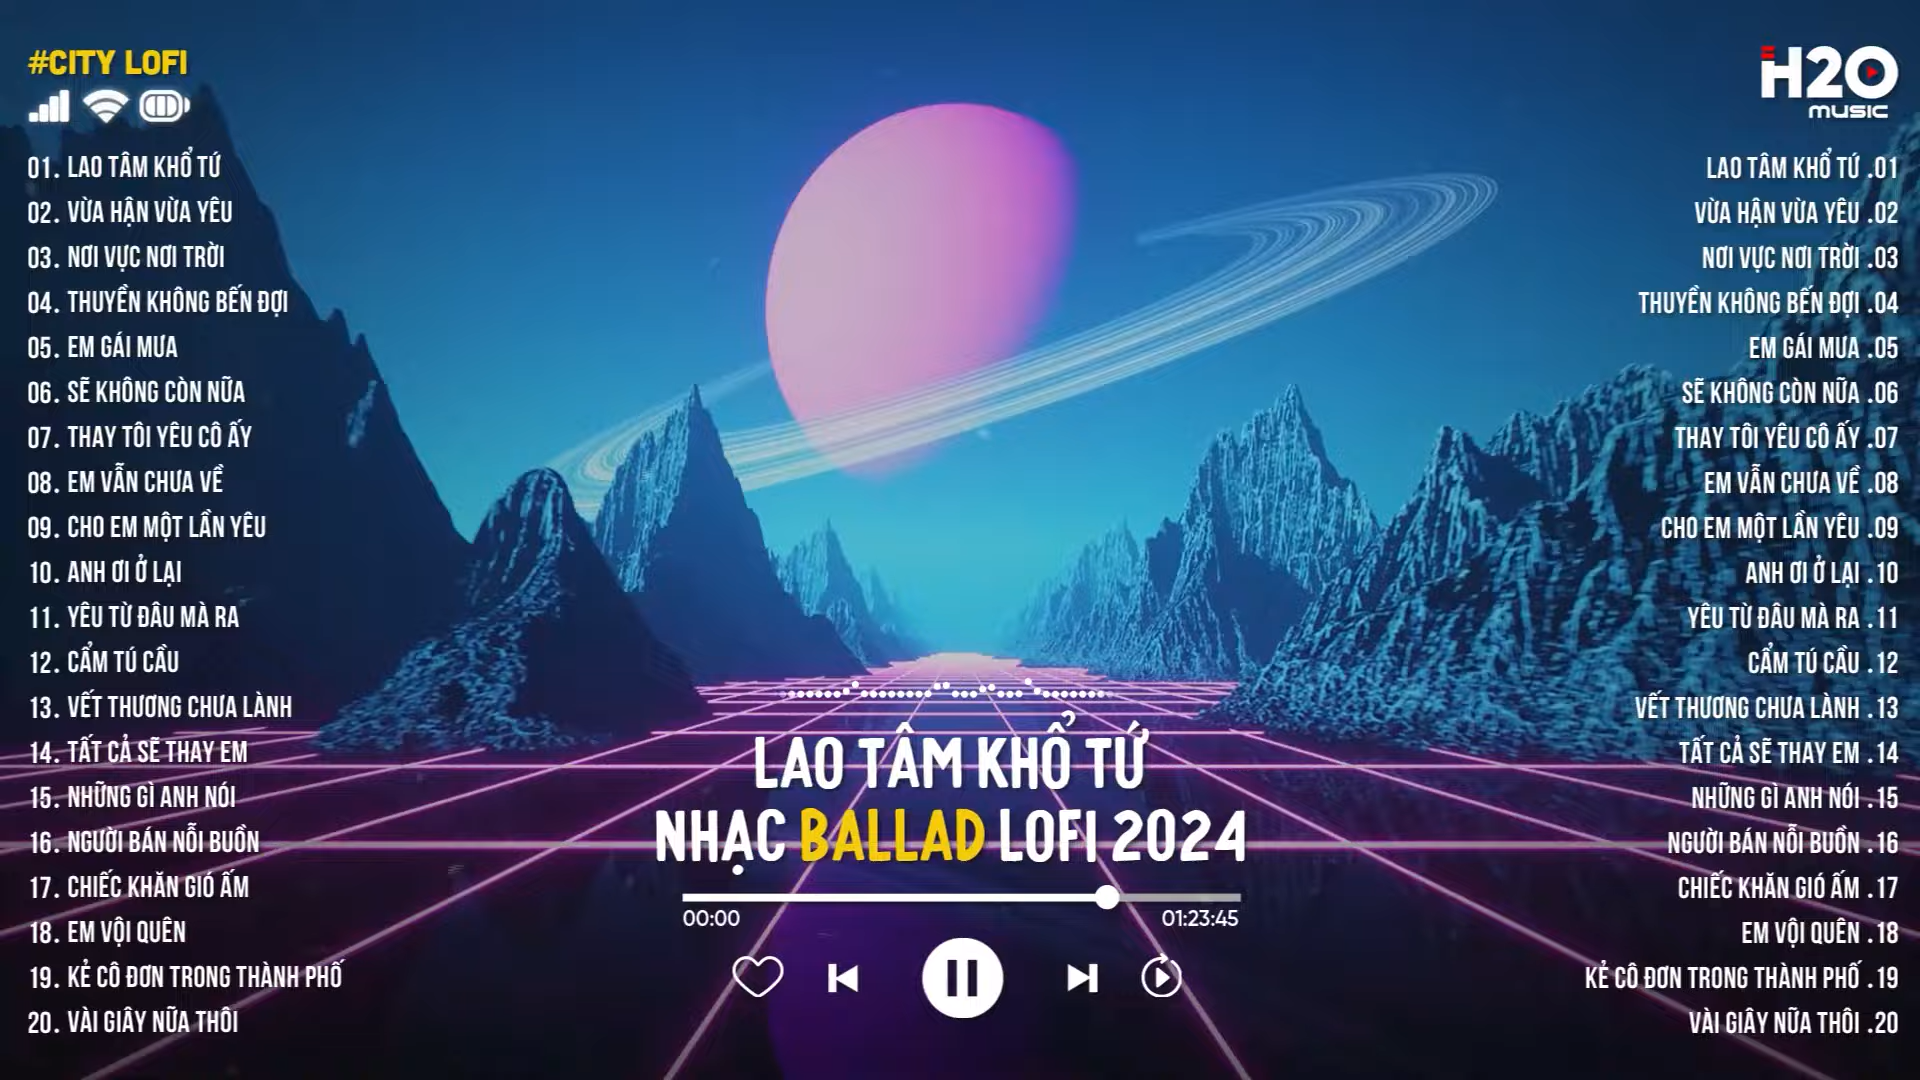 #CITY LOFI
01. LAO TÂM KHỔ TỨ
02. VỪA HẬN VỪA YÊU
03. NƠI VỰC NƠI TRỜI
04. THUYỀN KHÔNG BẾN ĐỢI
05. EM GÁI MƯA
06. SẼ KHÔNG CÒN NỮA
07. THAY TÔI YÊU CÔ ẤY
08. EM VẪN CHƯA VỀ
09. CHO EM MỘT LẦN YÊU
10. ANH ƠI Ở LẠI
11. YÊU TỪ ĐÂU MÀ RA
12. CẨM TÚ CẦU
13. VẾT THƯƠNG CHƯA LÀNH
14. TẤT CẢ SẼ THAY EM
15. NHỮNG GÌ ANH NÓI
16. NGƯỜI BÁN NỖI BUỒN
17. CHIẾC KHĂN GIÓ ẤM
18. EM VỘI QUÊN
19. KẺ CÔ ĐƠN TRONG THÀNH PHỐ
20. VÀI GIÂY NỮA THÔI
LAO TÂM KHỔ TỨ
NHẠC BALLAD LOFI 2024
00:00
01:23:45
H2O
MUSIC
LAO TÂM KHỔ TỨ .01
VỪA HẬN VỪA YÊU .02
NƠI VỰC NƠI TRỜI .03
THUYỀN KHÔNG BẾN ĐỢI .04
EM GÁI MƯA .05
SẼ KHÔNG CÒN NỮA .06
THAY TÔI YÊU CÔ ẤY .07
EM VẪN CHƯA VỀ .08
CHO EM MỘT LẦN YÊU .09
ANH ƠI Ở LẠI .10
YÊU TỪ ĐÂU MÀ RA .11
CẨM TÚ CẦU .12
VẾT THƯƠNG CHƯA LÀNH .13
TẤT CẢ SẼ THAY EM .14
NHỮNG GÌ ANH NÓI .15
NGƯỜI BÁN NỖI BUỒN .16
CHIẾC KHĂN GIÓ ẤM .17
EM VỘI QUÊN .18
KẺ CÔ ĐƠN TRONG THÀNH PHỐ .19
VÀI GIÂY NỮA THÔI .20